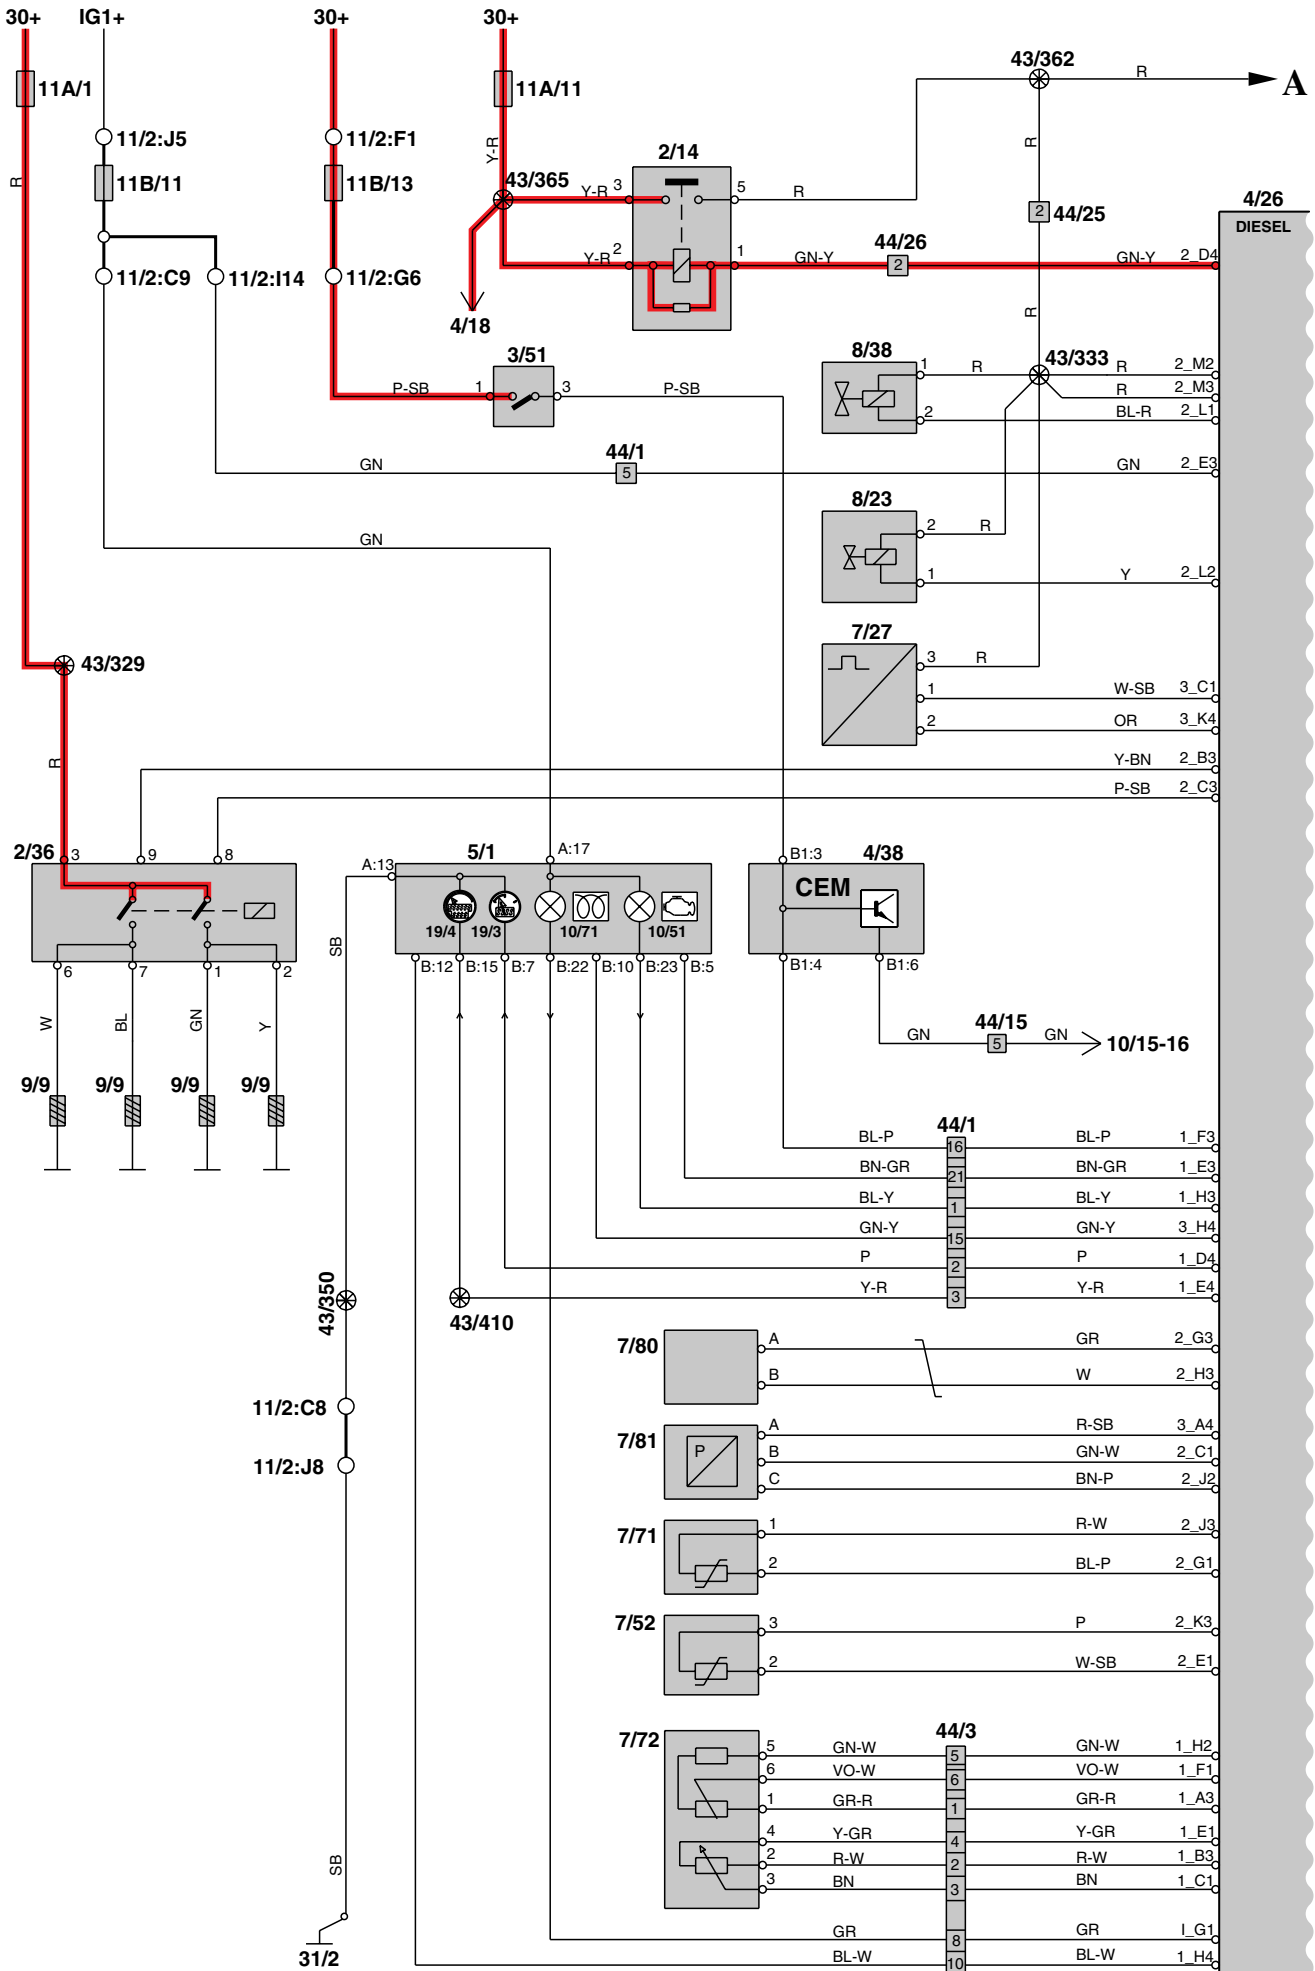 30+ IG1+ 30+ 30+
43/362 R A
11A/1 11A/11
11/2:J5 11/2:F1 Y-R R
2/14
R 11B/11 11B/13 43/365 Y-R 3 5 R
44/25 2 4/26
DIESEL
44/26
Y-R 2 1 GN-Y 2 GN-Y 2_D4
11/2:C9 11/2:I14 11/2:G6
4/18 R
3/51 8/38 43/333
1 R R 2_M2
P-SB 1 3 P-SB R 2_M3
2 BL-R 2_L1
44/1
GN 5 GN 2_E3
8/23
2 R
GN
1 Y 2_L2
7/27
43/329 3 R
1 W-SB 3_C1
2 OR 3_K4
R Y-BN 2_B3
P-SB 2_C3
2/36 3 9 8 A:13 5/1 A:17 B1:3 4/38
CEM
19/4 19/3 10/71 10/51
SB
6 7 1 2 B:12 B:15 B:7 B:22 B:10 B:23 B:5 B1:4 B1:6
W BL GN Y
44/15
GN 5 GN 10/15-16
9/9 9/9 9/9 9/9
44/1
BL-P 16 BL-P 1_F3
BN-GR 21 BN-GR 1_E3
BL-Y 1 BL-Y 1_H3
GN-Y 15 GN-Y 3_H4
P 2 P 1_D4
43/350 Y-R 3 Y-R 1_E4
43/410
7/80 A GR 2_G3
B W 2_H3
11/2:C8
A R-SB 3_A4
7/81 P B GN-W 2_C1
11/2:J8
C BN-P 2_J2
7/71 1 R-W 2_J3
2 BL-P 2_G1
7/52 3 P 2_K3
2 W-SB 2_E1
7/72 44/3
5 GN-W 5 GN-W 1_H2
6 VO-W 6 VO-W 1_F1
1 GR-R 1 GR-R 1_A3
4 Y-GR 4 Y-GR 1_E1
2 R-W 2 R-W 1_B3
SB 3 BN 3 BN 1_C1
GR 8 GR I_G1
31/2 BL-W 10 BL-W 1_H4